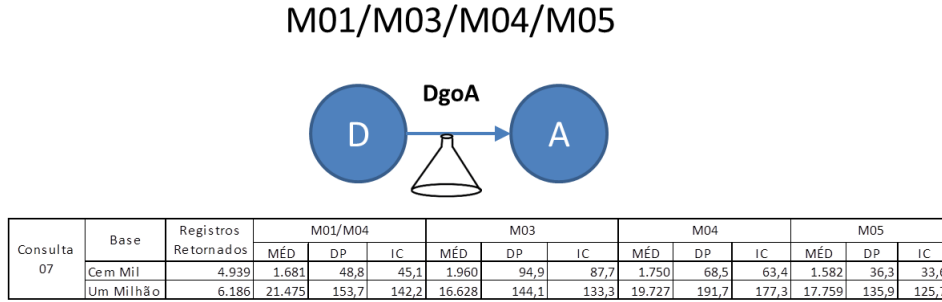 M01/M03/M04/M05
DgoA
D A
Consulta 07 Base Registros Retornados M01/M04 M03 M04 M05
MÉD DP IC MÉD DP IC MÉD DP IC MÉD DP IC
Cem Mil 4.939 1.681 48,8 45,1 1.960 94,9 87,7 1.750 68,5 63,4 1.582 36,3 33,6
Um Milhão 6.186 21.475 153,7 142,2 16.628 144,1 133,3 19.727 191,7 177,3 17.759 135,9